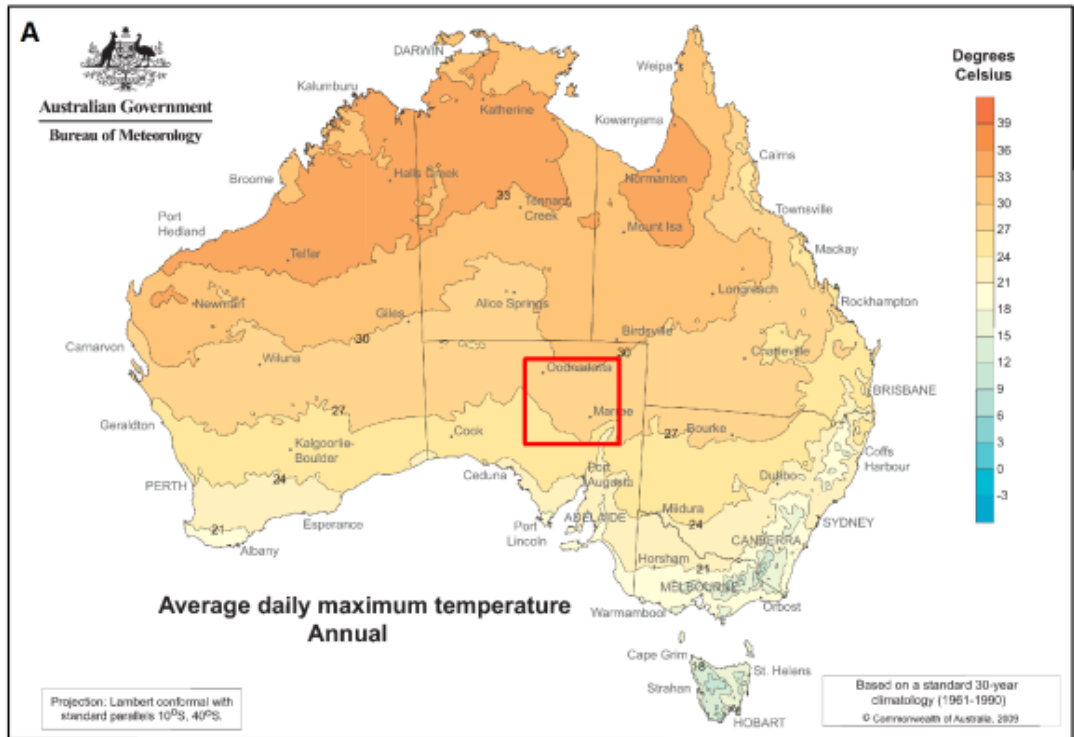 A
Australian Government
Bureau of Meteorology
DARWIN
Kalumburu
Katherine
Weipa
Kowanyama
Degrees
Celsius
39
36
33
30
27
24
21
18
15
12
9
6
3
0
-3
Broome
Halls Creek
Normanton
Cairns
33
Tennant
Creek
Townsville
Port
Hedland
Telfer
Mount Isa
Mackay
Newman
Giles
Alice Springs
Longreach
Rockhampton
Carnarvon
30
Wiluna
Birdsville
30
Charleville
Oodnadatta
BRISBANE
Geraldton
27
Marree
Cook
27
Bourke
Kalgoorlie-
Boulder
Coffs
Harbour
PERTH
24
Ceduna
Port
Augusta
Dubbo
21
Esperance
Albany
Port
Lincoln
ADELAIDE
Mildura
24
SYDNEY
CANBERRA
Horsham
21
MELBOURNE
Warrnambool
Orbost
Average daily maximum temperature
Annual
Cape Grim
St. Helens
Strahan
HOBART
Projection: Lambert conformal with
standard parallels 10°S, 40°S.
Based on a standard 30-year
climatology (1961-1990)
© Commonwealth of Australia, 2009